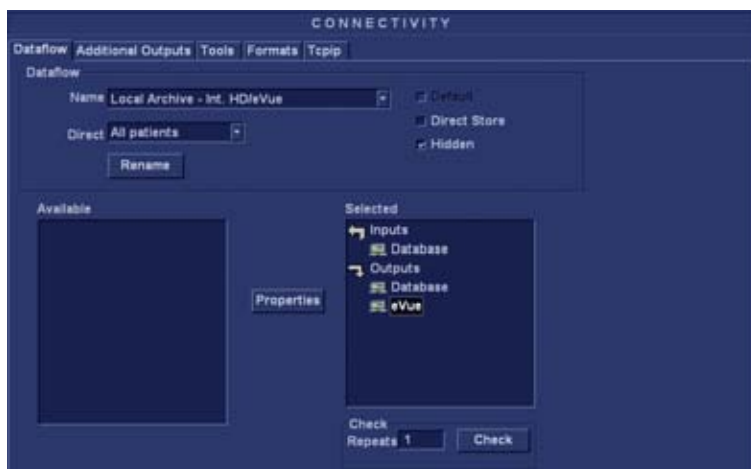 CONNECTIVITY
Dataflow Additional Outputs Tools Formats Tcpip
Dataflow
Name Local Archive - Int. HD/eVue
Default
Direct All patients
Direct Store
Hidden
Rename
Available
Selected
Inputs
Database
Outputs
Database
Properties
eVue
Check
Repeats 1 Check